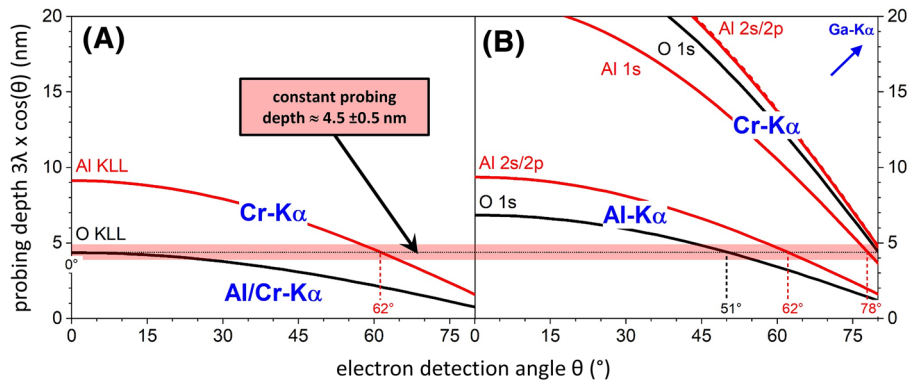 probing depth 3λ x cos(θ) (nm)
20
15
10
5
0
(A)
constant probing
depth ≈ 4.5 ±0.5 nm
Al KLL
Cr-Kα
O KLL
0°
Al/Cr-Kα
62°
0
15
30
45
60
75
(B)
Al 2s/2p
O 1s
Al 1s
Ga-Kα
Cr-Kα
Al 2s/2p
O 1s
Al-Kα
51°
62°
78°
0
15
30
45
60
75
20
15
10
5
0
electron detection angle θ (°)